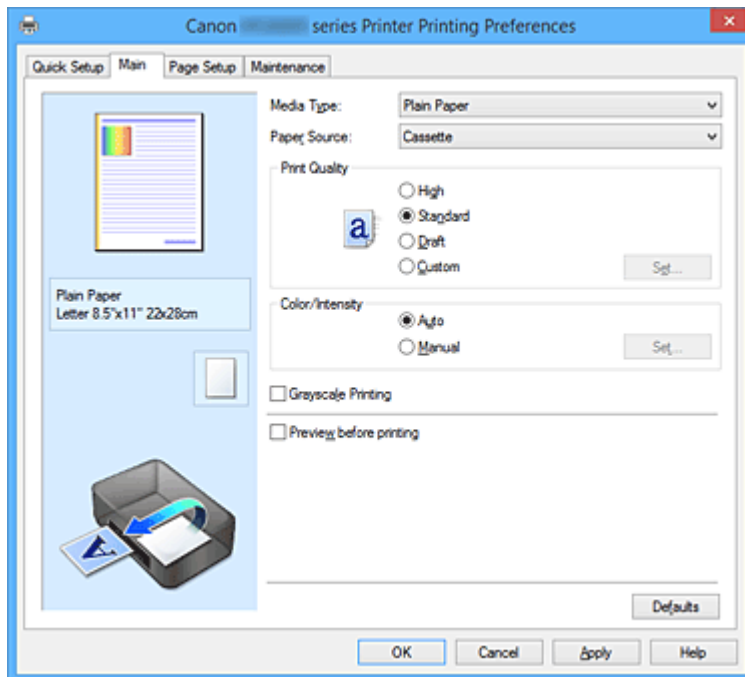 Canon series Printer Printing Preferences
Quick Setup Main Page Setup Maintenance
Media Type: Plain Paper
Paper Source: Cassette
Print Quality
High
a Standard
Draft
Custom Set...
Plain Paper
Letter 8.5"x11" 22x28cm
Color/Intensity
Auto
Manual Set...
Grayscale Printing
Preview before printing
A
Defaults
OK Cancel Apply Help